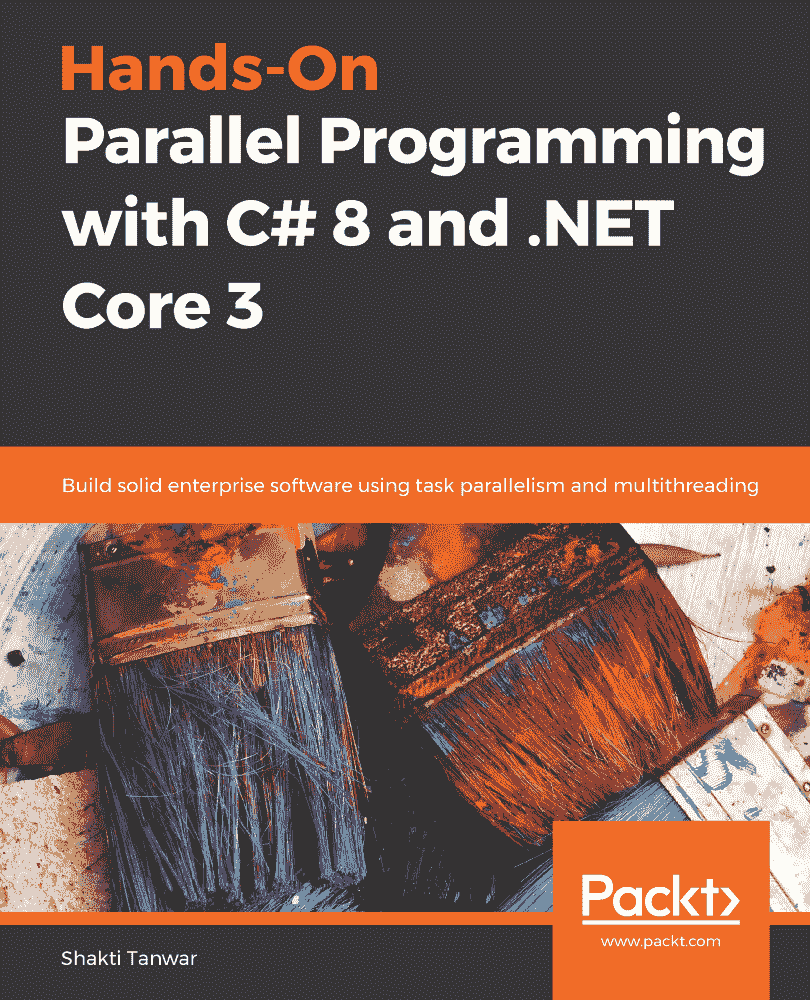 Hands-On
Parallel Programming
with C# 8 and .NET
Core 3
Build solid enterprise software using task parallelism and multithreading
Packt>
www.packt.com
Shakti Tanwar